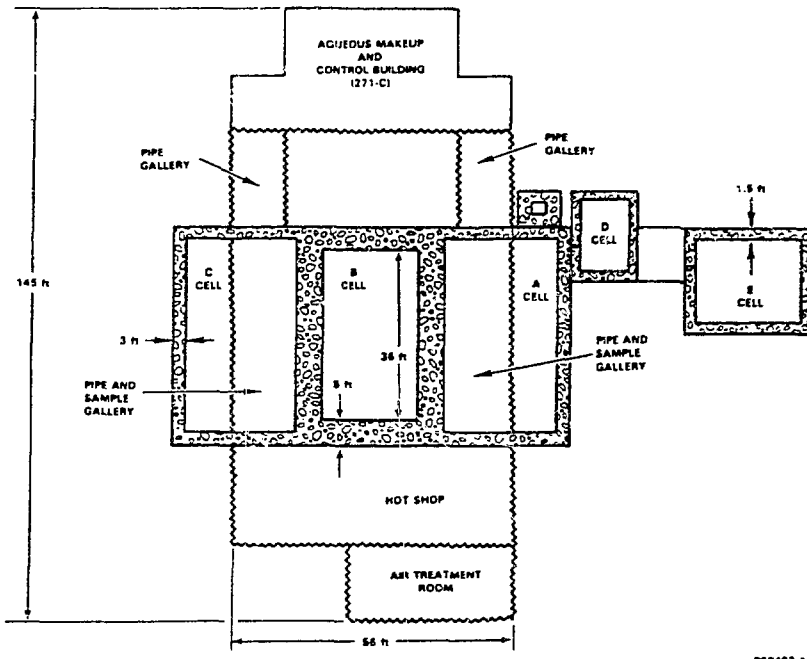 AQUEOUS MAKEUP
AND
CONTROL BUILDING
(271-C)
PIPE
GALLERY
PIPE
GALLERY
1.5 ft
D
CELL
C
CELL
B
CELL
A
CELL
E
CELL
145 ft
3 ft
36 ft
PIPE AND
SAMPLE
GALLERY
PIPE AND
SAMPLE
GALLERY
5 ft
HOT SHOP
AIR TREATMENT
ROOM
56 ft